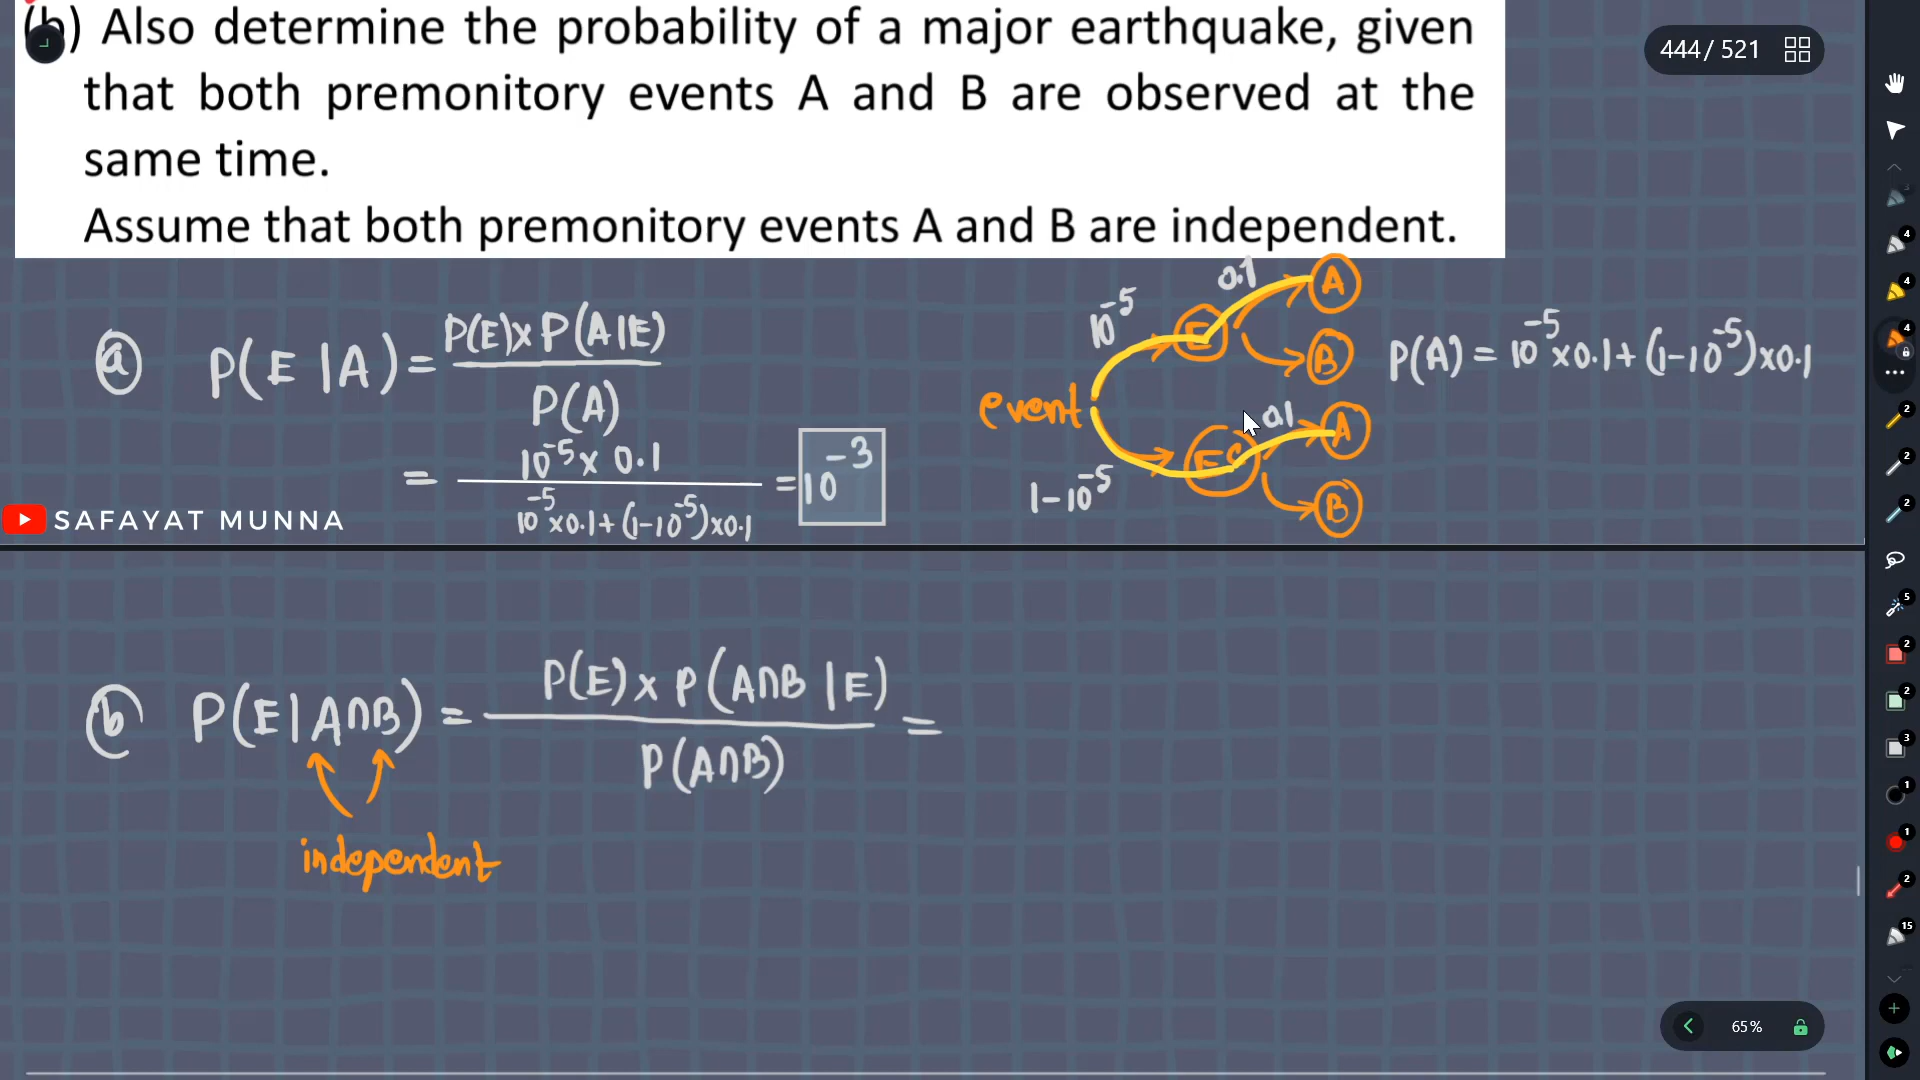 (b) Also determine the probability of a major earthquake, given
that both premonitory events A and B are observed at the
same time.
Assume that both premonitory events A and B are independent.
444/ 521
(a) P(E | A) = P(E) x P(A|E) / P(A)
= 10^-5 x 0.1 / 10^-5 x 0.1 + (1-10^-5) x 0.1 = 10^-3
event
10^-5
E
0.1
A
B
1-10^-5
E^c
0.1
A
B
P(A) = 10^-5 x 0.1 + (1-10^-5) x 0.1
SAFAYAT MUNNA
(b) P(E | A∩B) = P(E) x P(A∩B | E) / P(A∩B) =
independent
65%